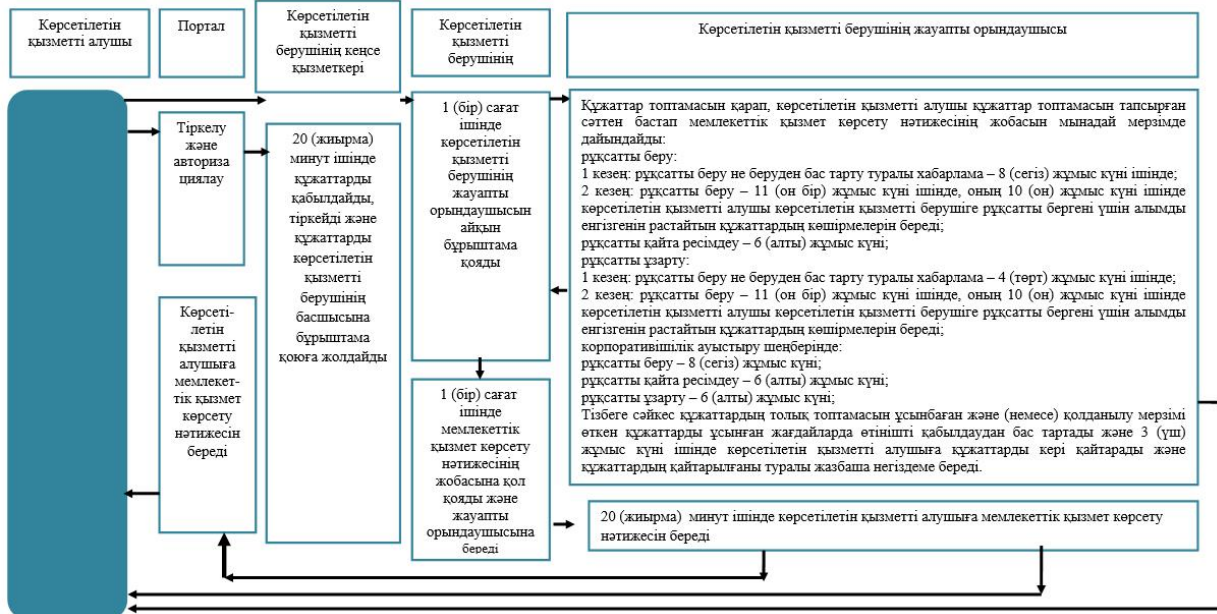 Көрсетілетін
қызметті алушы
Портал
Көрсетілетін
қызметті
берушінің кеңсе
қызметкері
Көрсетілетін
қызметті
берушінің
Көрсетілетін қызметті берушінің жауапты орындаушысы
Тіркелу
және
авториза
циялау
Көрсеті-
летін
қызметті
алушыға
мемлекет-
тік қызмет
көрсету
нәтижесін
береді
20 (жиырма)
минут ішінде
құжаттарды
қабылдайды,
тіркейді және
құжаттарды
көрсетілетін
қызметті
берушінің
басшысына
бұрыштама
қоюға жолдайды
1 (бір) сағат
ішінде
көрсетілетін
қызметті
берушінің
жауапты
орындаушысын
айқын
бұрыштама
қояды
1 (бір) сағат
ішінде
мемлекеттік
қызмет көрсету
нәтижесінің
жобасына қол
қояды және
жауапты
орындаушысына
береді
Құжаттар топтамасын қарап, көрсетілетін қызметті алушы құжаттар топтамасын тапсырған
сәттен бастап мемлекеттік қызмет көрсету нәтижесінің жобасын мынадай мерзімде
дайындайды:
рұқсатты беру:
1 кезең: рұқсатты беру не беруден бас тарту туралы хабарлама – 8 (сегіз) жұмыс күні ішінде;
2 кезең: рұқсатты беру – 11 (он бір) жұмыс күні ішінде, оның 10 (он) жұмыс күні ішінде
көрсетілетін қызметті алушы көрсетілетін қызметті берушіге рұқсатты бергені үшін алымды
енгізгенін растайтын құжаттардың көшірмелерін береді;
рұқсатты қайта ресімдеу – 6 (алты) жұмыс күні;
рұқсатты ұзарту:
1 кезең: рұқсатты беру не беруден бас тарту туралы хабарлама – 4 (төрт) жұмыс күні ішінде;
2 кезең: рұқсатты беру – 11 (он бір) жұмыс күні ішінде, оның 10 (он) жұмыс күні ішінде
көрсетілетін қызметті алушы көрсетілетін қызметті берушіге рұқсатты бергені үшін алымды
енгізгенін растайтын құжаттардың көшірмелерін береді;
корпоративішілік ауыстыру шеңберінде:
рұқсатты беру – 8 (сегіз) жұмыс күні;
рұқсатты қайта ресімдеу – 6 (алты) жұмыс күні;
рұқсатты ұзарту – 6 (алты) жұмыс күні;
Тізбеге сәйкес құжаттардың толық топтамасын ұсынбаған және (немесе) қолданылу мерзімі
өткен құжаттарды ұсынған жағдайларда өтінішті қабылдаудан бас тартады және 3 (үш)
жұмыс күні ішінде көрсетілетін қызметті алушыға құжаттарды кері қайтарады және
құжаттардың қайтарылғаны туралы жазбаша негіздеме береді.
20 (жиырма) минут ішінде көрсетілетін қызметті алушыға мемлекеттік қызмет көрсету
нәтижесін береді